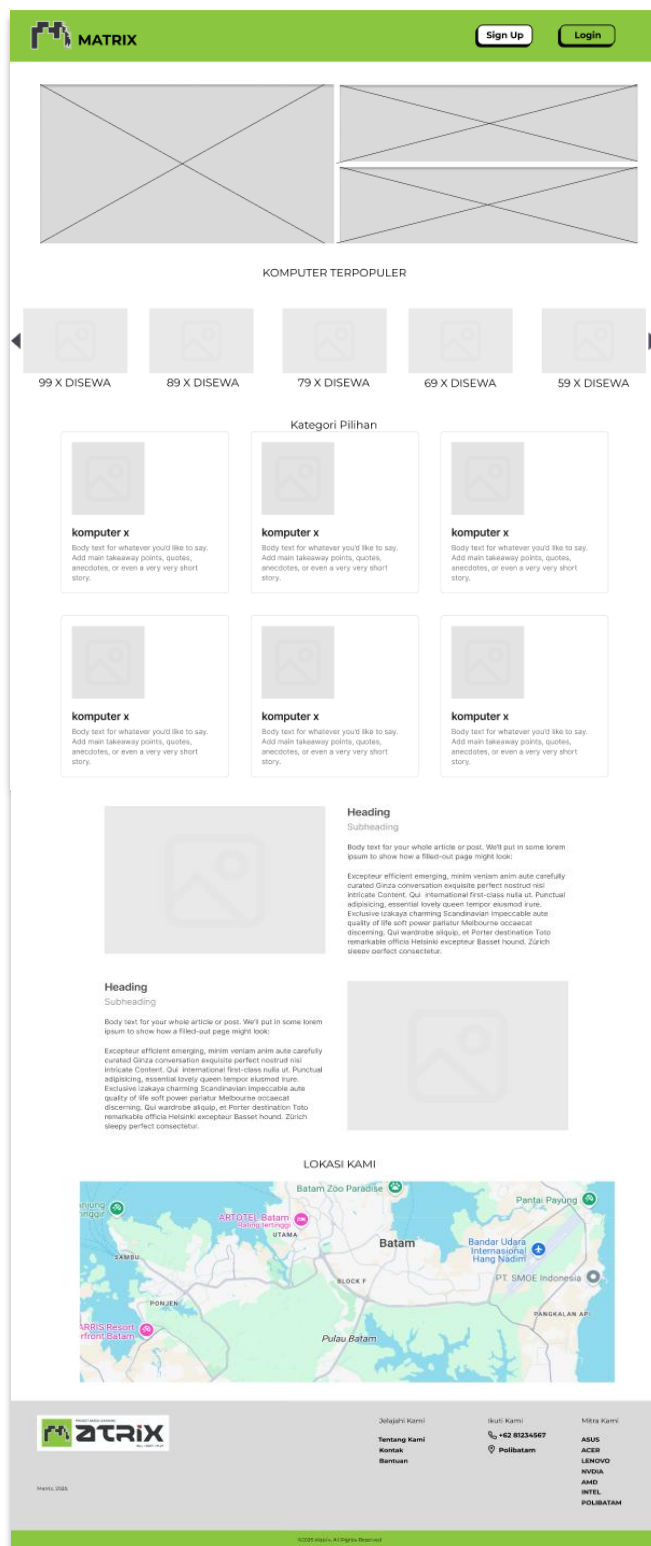 MATRIX
Sign Up
Login
KOMPUTER TERPOPULER
99 X DISEWA
89 X DISEWA
79 X DISEWA
69 X DISEWA
59 X DISEWA
Kategori Pilihan
komputer x
Body text for whatever you'd like to say.
Add main takeaway points, quotes,
anecdotes, or even a very very short
story.
komputer x
Body text for whatever you'd like to say.
Add main takeaway points, quotes,
anecdotes, or even a very very short
story.
komputer x
Body text for whatever you'd like to say.
Add main takeaway points, quotes,
anecdotes, or even a very very short
story.
komputer x
Body text for whatever you'd like to say.
Add main takeaway points, quotes,
anecdotes, or even a very very short
story.
komputer x
Body text for whatever you'd like to say.
Add main takeaway points, quotes,
anecdotes, or even a very very short
story.
komputer x
Body text for whatever you'd like to say.
Add main takeaway points, quotes,
anecdotes, or even a very very short
story.
Heading
Subheading
Body text for your whole article or post. We'll put in some lorem
ipsum to show how a filled-out page might look:
Excepteur efficient emerging, minim veniam anim aute carefully
curated Ginza conversation exquisite perfect nostrud nisi
intricate Content. Qui international first-class nulla ut. Punctual
adipisicing, essential lovely queen tempor eiusmod irure.
Exclusive izakaya charming Scandinavian impeccable aute
quality of life soft power pariatur Melbourne occaecat
discerning. Qui wardrobe aliquip, et Porter destination Toto
remarkable officia Helsinki excepteur Basset hound. Zürich
sleepy perfect consectetur.
Heading
Subheading
Body text for your whole article or post. We'll put in some lorem
ipsum to show how a filled-out page might look:
Excepteur efficient emerging, minim veniam anim aute carefully
curated Ginza conversation exquisite perfect nostrud nisi
intricate Content. Qui international first-class nulla ut. Punctual
adipisicing, essential lovely queen tempor eiusmod irure.
Exclusive izakaya charming Scandinavian impeccable aute
quality of life soft power pariatur Melbourne occaecat
discerning. Qui wardrobe aliquip, et Porter destination Toto
remarkable officia Helsinki excepteur Basset hound. Zürich
sleepy perfect consectetur.
LOKASI KAMI
Batam Zoo Paradise
Pantai Payung
ARTOTEL Batam
Paling tertinggi
UTAMA
Batam
Bandar Udara
Internasional
Hang Nadim
SAMBU
BLOCK F
PT. SMOE Indonesia
PONJEN
PANGKALAN API
ARRIS Resort
rfront Batam
Pulau Batam
matrix
Jelajahi Kami
Tentang Kami
Kontak
Bantuan
Ikuti Kami
+62 81234567
Polibatam
Mitra Kami
ASUS
ACER
LENOVO
NVDIA
AMD
INTEL
POLIBATAM
©2025 Matrix. All Rights Reserved